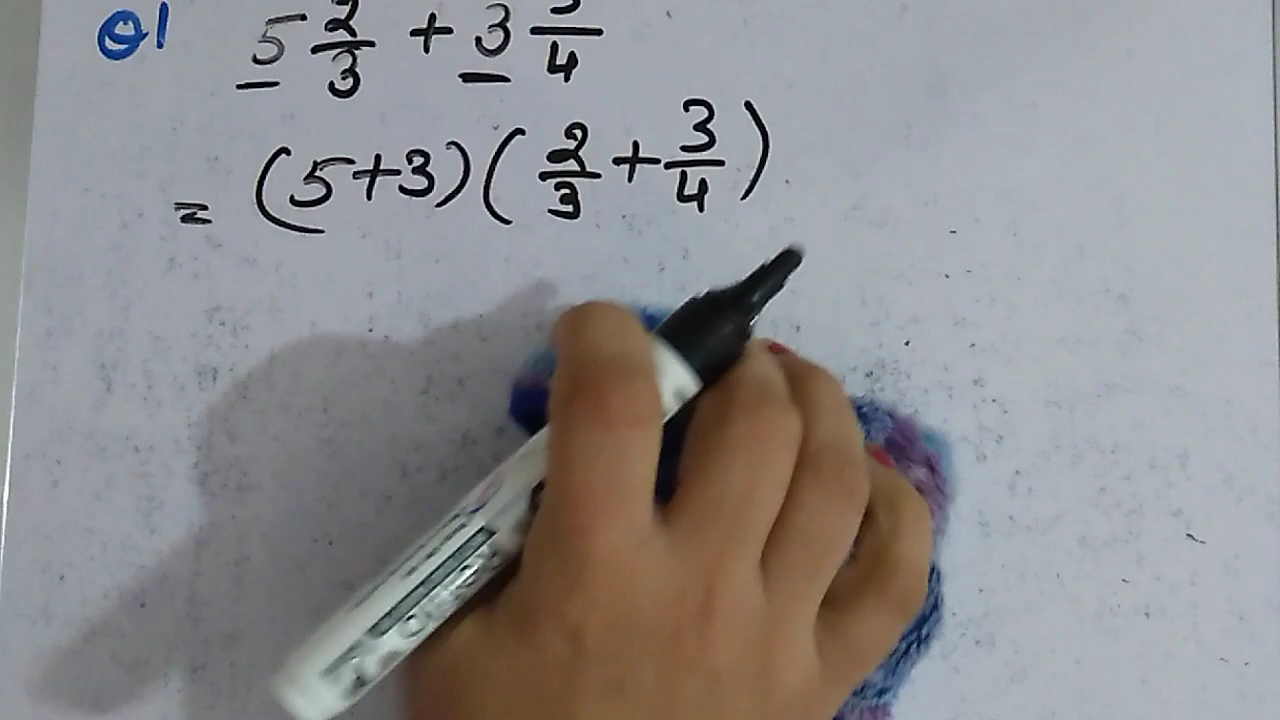 Q1 5 2/3 + 3 3/4
= (5+3)(2/3 + 3/4)